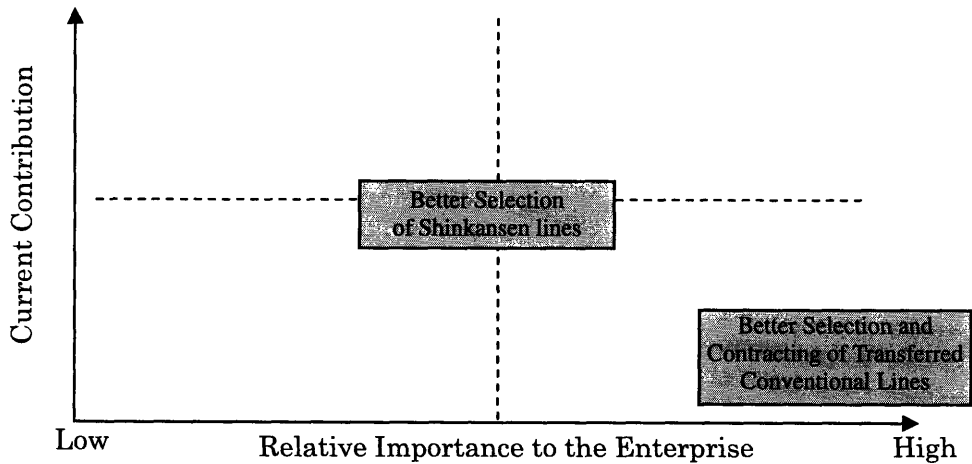 Current Contribution
Better Selection
of Shinkansen lines
Better Selection and
Contracting of Transferred
Conventional Lines
Low
Relative Importance to the Enterprise
High